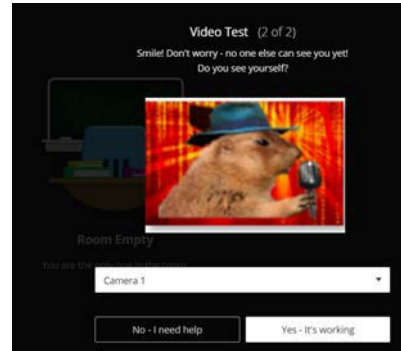 Video Test (2 of 2)
Smile! Don't worry - no one else can see you yet!
Do you see yourself?
Room Empty
You are the only one in the room
Camera 1
No - I need help
Yes - It's working